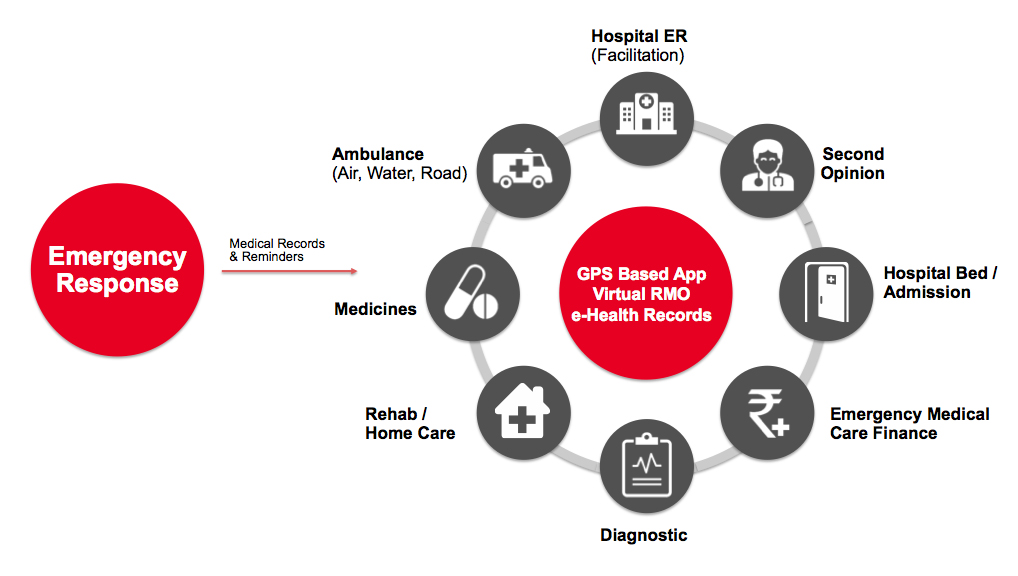 Emergency
Response
Medical Records
& Reminders
Hospital ER
(Facilitation)
Second
Opinion
Hospital Bed /
Admission
Emergency Medical
Care Finance
Diagnostic
Rehab /
Home Care
Medicines
Ambulance
(Air, Water, Road)
GPS Based App
Virtual RMO
e-Health Records